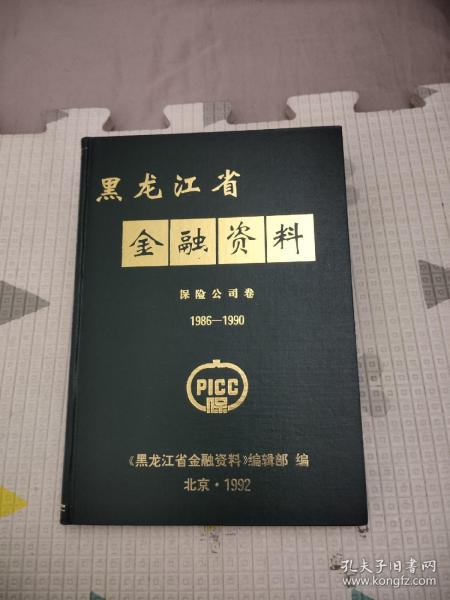 黑龙江省
金融资料
保险公司卷
1986—1990
PICC
保
《黑龙江省金融资料》编辑部 编
北京·1992
孔夫子旧书网
www.kongfz.com